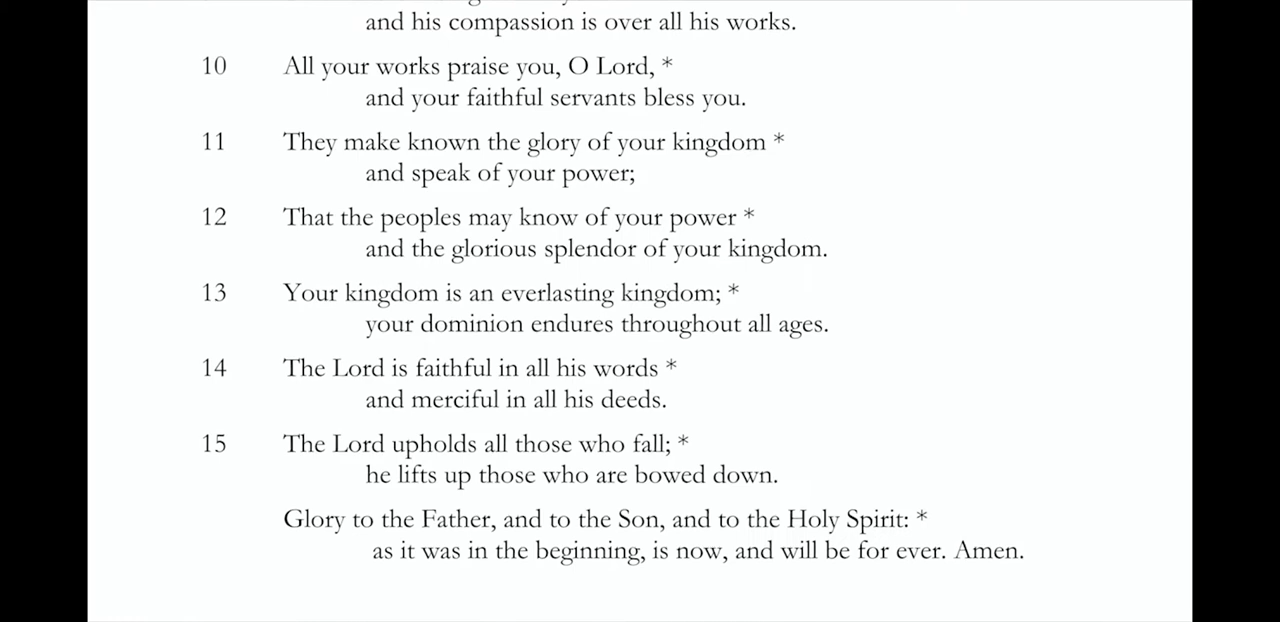 and his compassion is over all his works.
10 All your works praise you, O Lord, *
and your faithful servants bless you.
11 They make known the glory of your kingdom *
and speak of your power;
12 That the peoples may know of your power *
and the glorious splendor of your kingdom.
13 Your kingdom is an everlasting kingdom; *
your dominion endures throughout all ages.
14 The Lord is faithful in all his words *
and merciful in all his deeds.
15 The Lord upholds all those who fall; *
he lifts up those who are bowed down.
Glory to the Father, and to the Son, and to the Holy Spirit: *
as it was in the beginning, is now, and will be for ever. Amen.